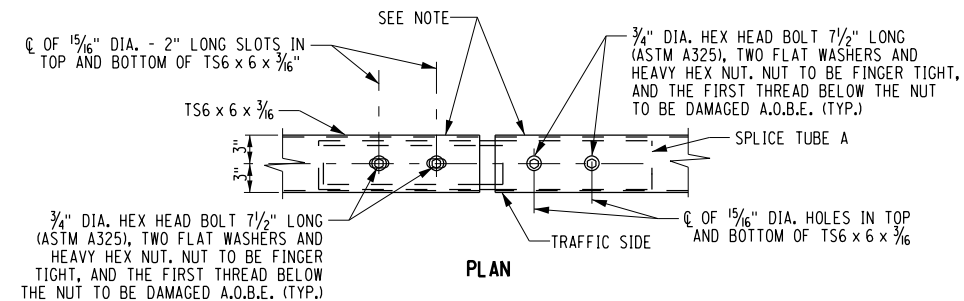 SEE NOTE
℄ OF 15/16" DIA. - 2" LONG SLOTS IN
TOP AND BOTTOM OF TS6 x 6 x 3/16"
3/4" DIA. HEX HEAD BOLT 7 1/2" LONG
(ASTM A325), TWO FLAT WASHERS AND
HEAVY HEX NUT. NUT TO BE FINGER TIGHT,
AND THE FIRST THREAD BELOW THE NUT
TO BE DAMAGED A.O.B.E. (TYP.)
TS6 x 6 x 3/16
SPLICE TUBE A
3"
3"
3/4" DIA. HEX HEAD BOLT 7 1/2" LONG
(ASTM A325), TWO FLAT WASHERS AND
HEAVY HEX NUT. NUT TO BE FINGER
TIGHT, AND THE FIRST THREAD BELOW
THE NUT TO BE DAMAGED A.O.B.E. (TYP.)
TRAFFIC SIDE
℄ OF 15/16" DIA. HOLES IN TOP
AND BOTTOM OF TS6 x 6 x 3/16
PLAN